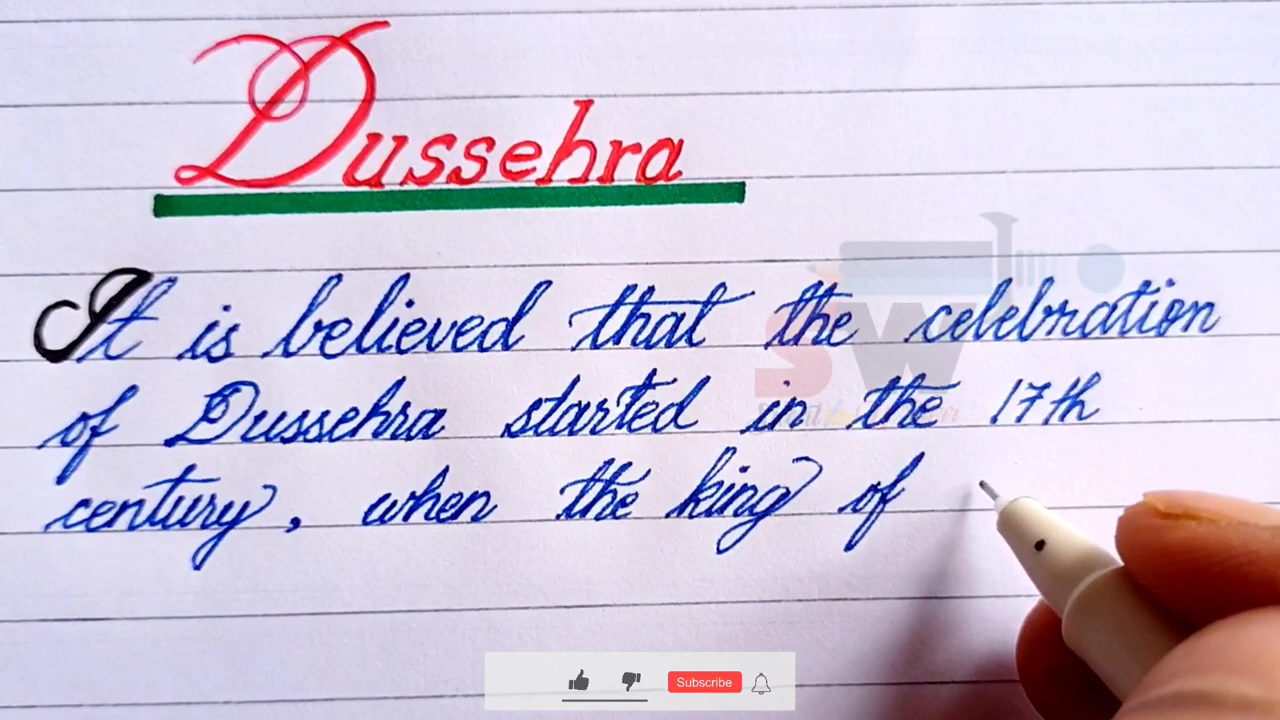 Dussehra
It is believed that the celebration
of Dussehra started in the 17th
century, when the king of
SW
Subscribe